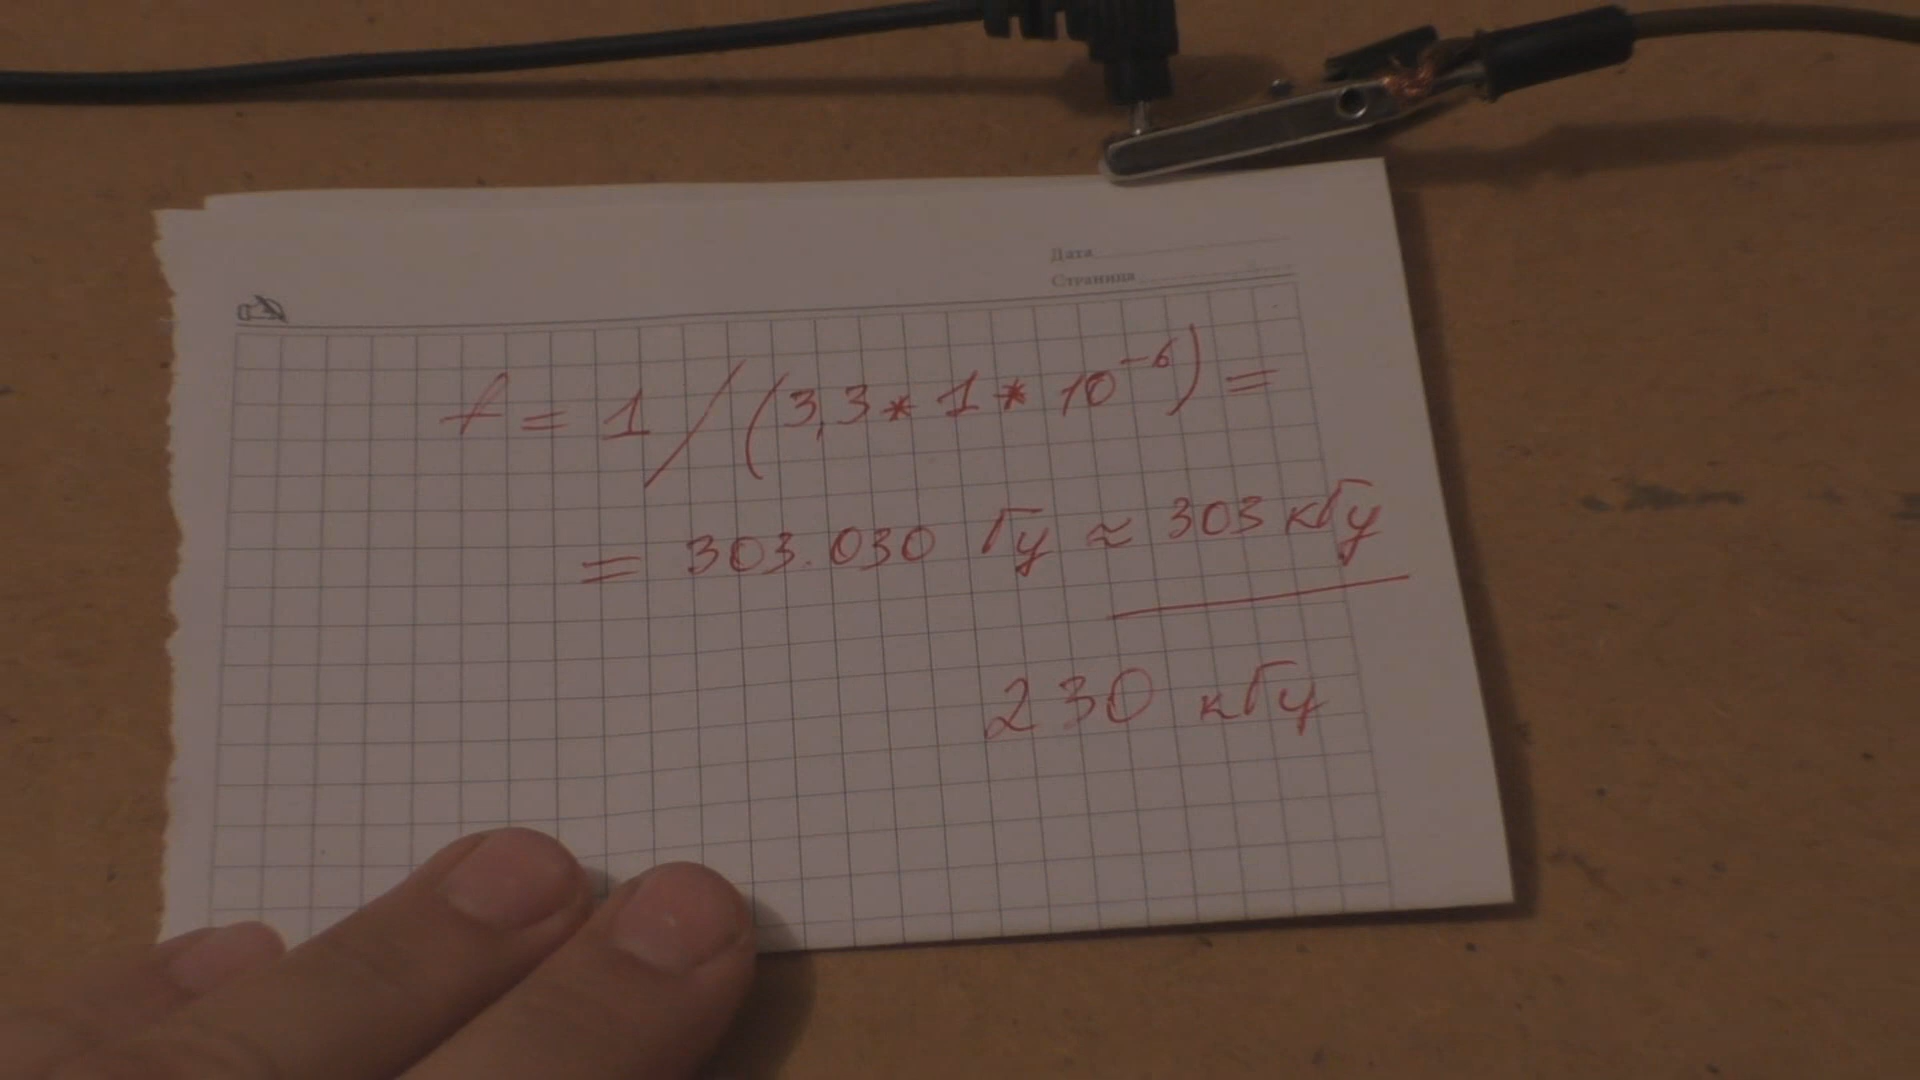 Дата
Страница
f = 1 / (3,3 * 1 * 10⁻⁶) =
= 303.030 Гц ≈ 303 кГц
230 кГц